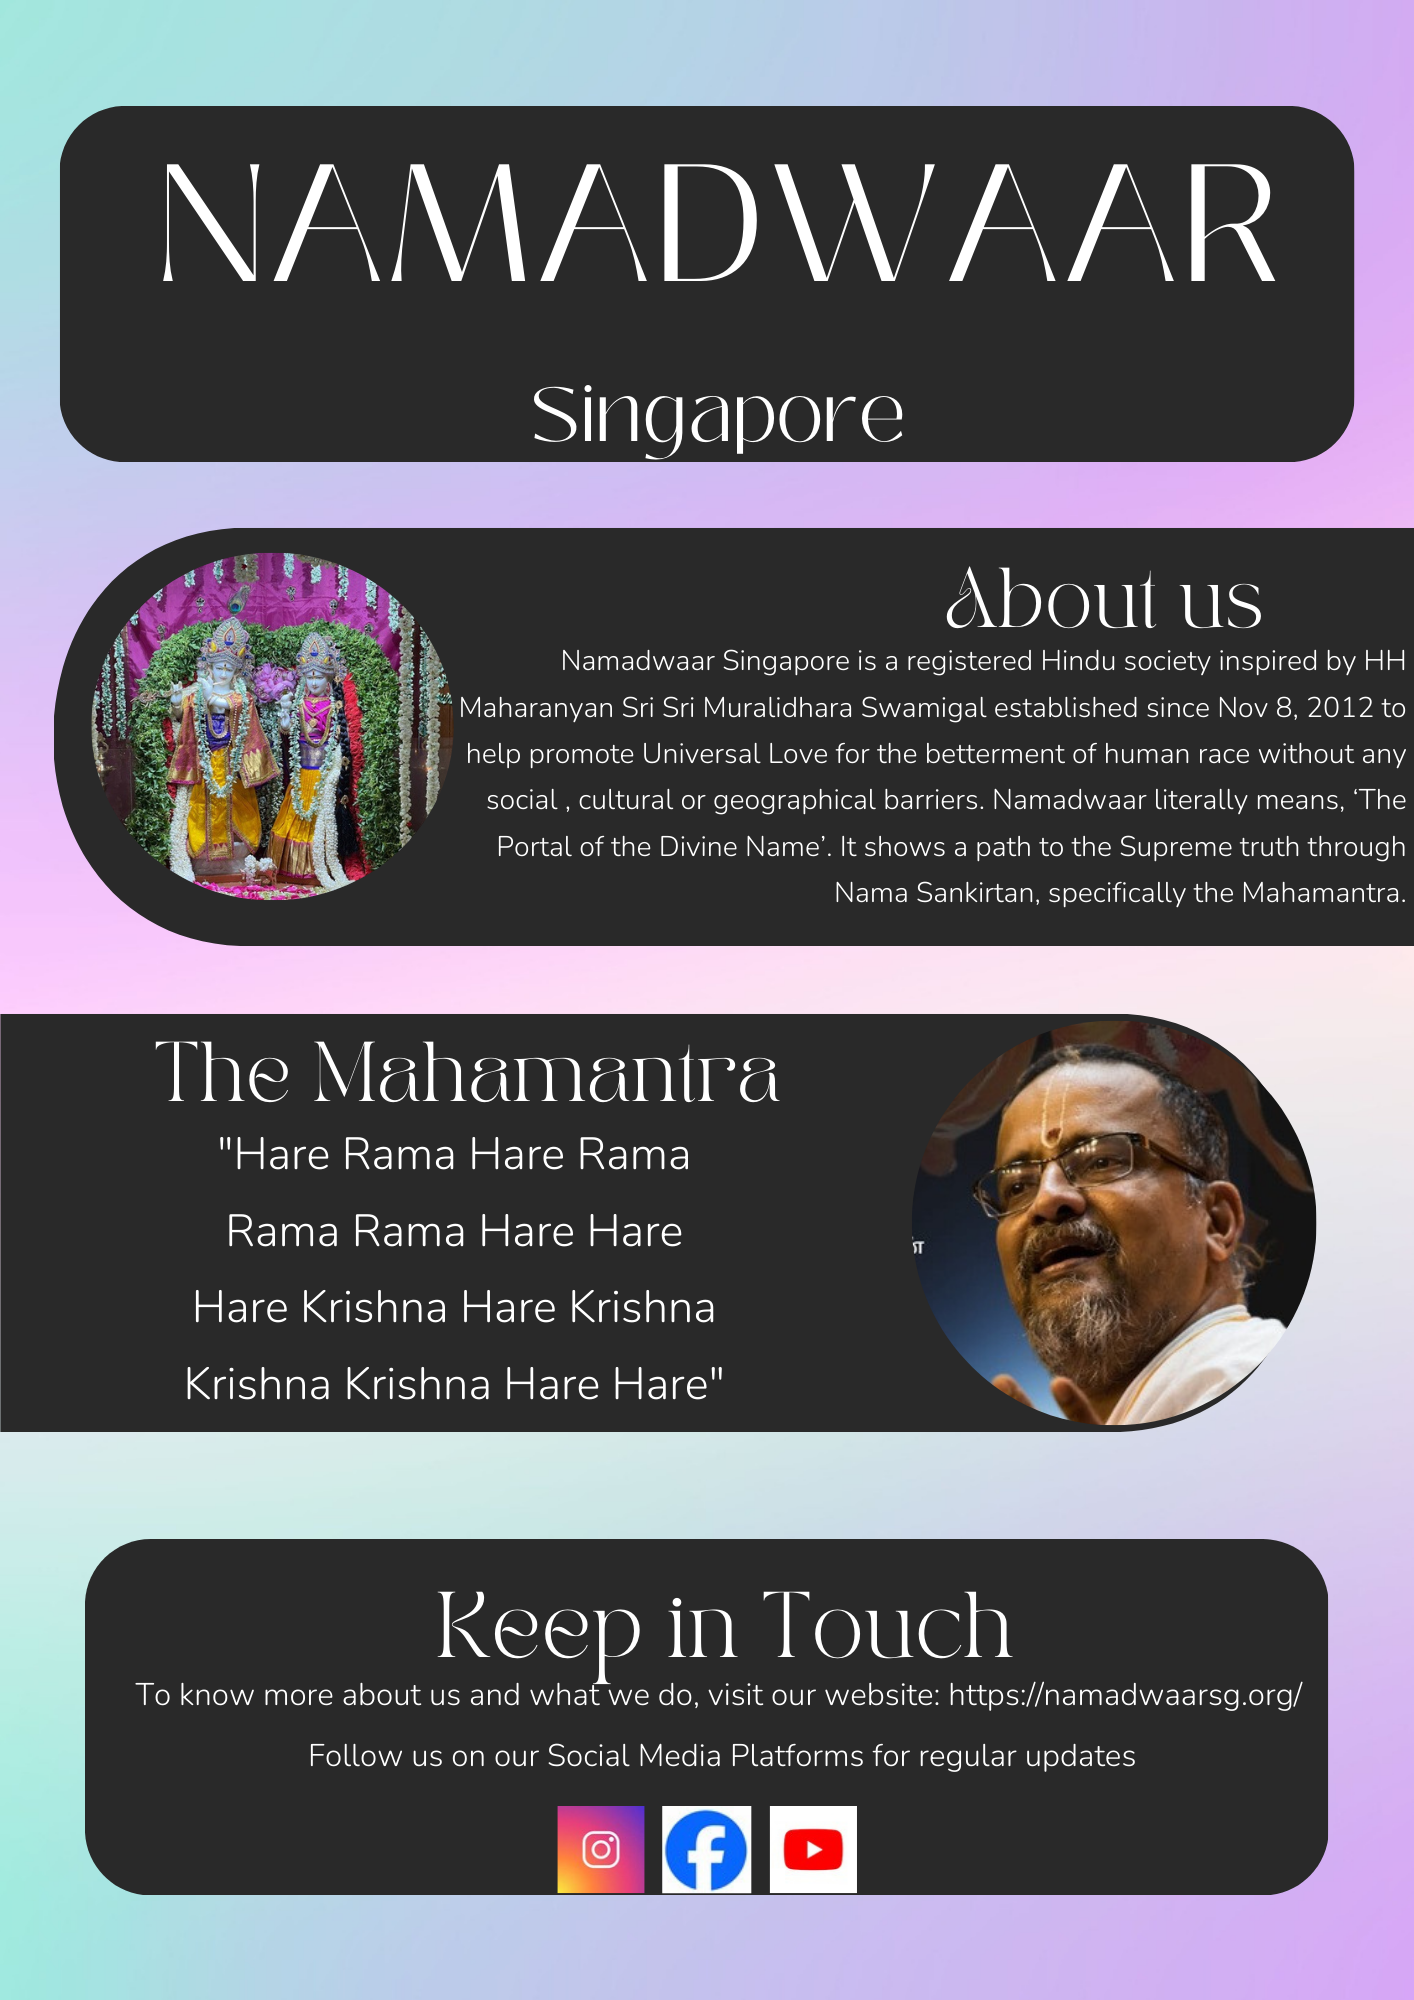 NAMADWAAR
Singapore
About us
Namadwaar Singapore is a registered Hindu society inspired by HH
Maharanyan Sri Sri Muralidhara Swamigal established since Nov 8, 2012 to
help promote Universal Love for the betterment of human race without any
social , cultural or geographical barriers. Namadwaar literally means, ‘The
Portal of the Divine Name’. It shows a path to the Supreme truth through
Nama Sankirtan, specifically the Mahamantra.
The Mahamantra
"Hare Rama Hare Rama
Rama Rama Hare Hare
Hare Krishna Hare Krishna
Krishna Krishna Hare Hare"
Keep in Touch
To know more about us and what we do, visit our website: https://namadwaarsg.org/
Follow us on our Social Media Platforms for regular updates